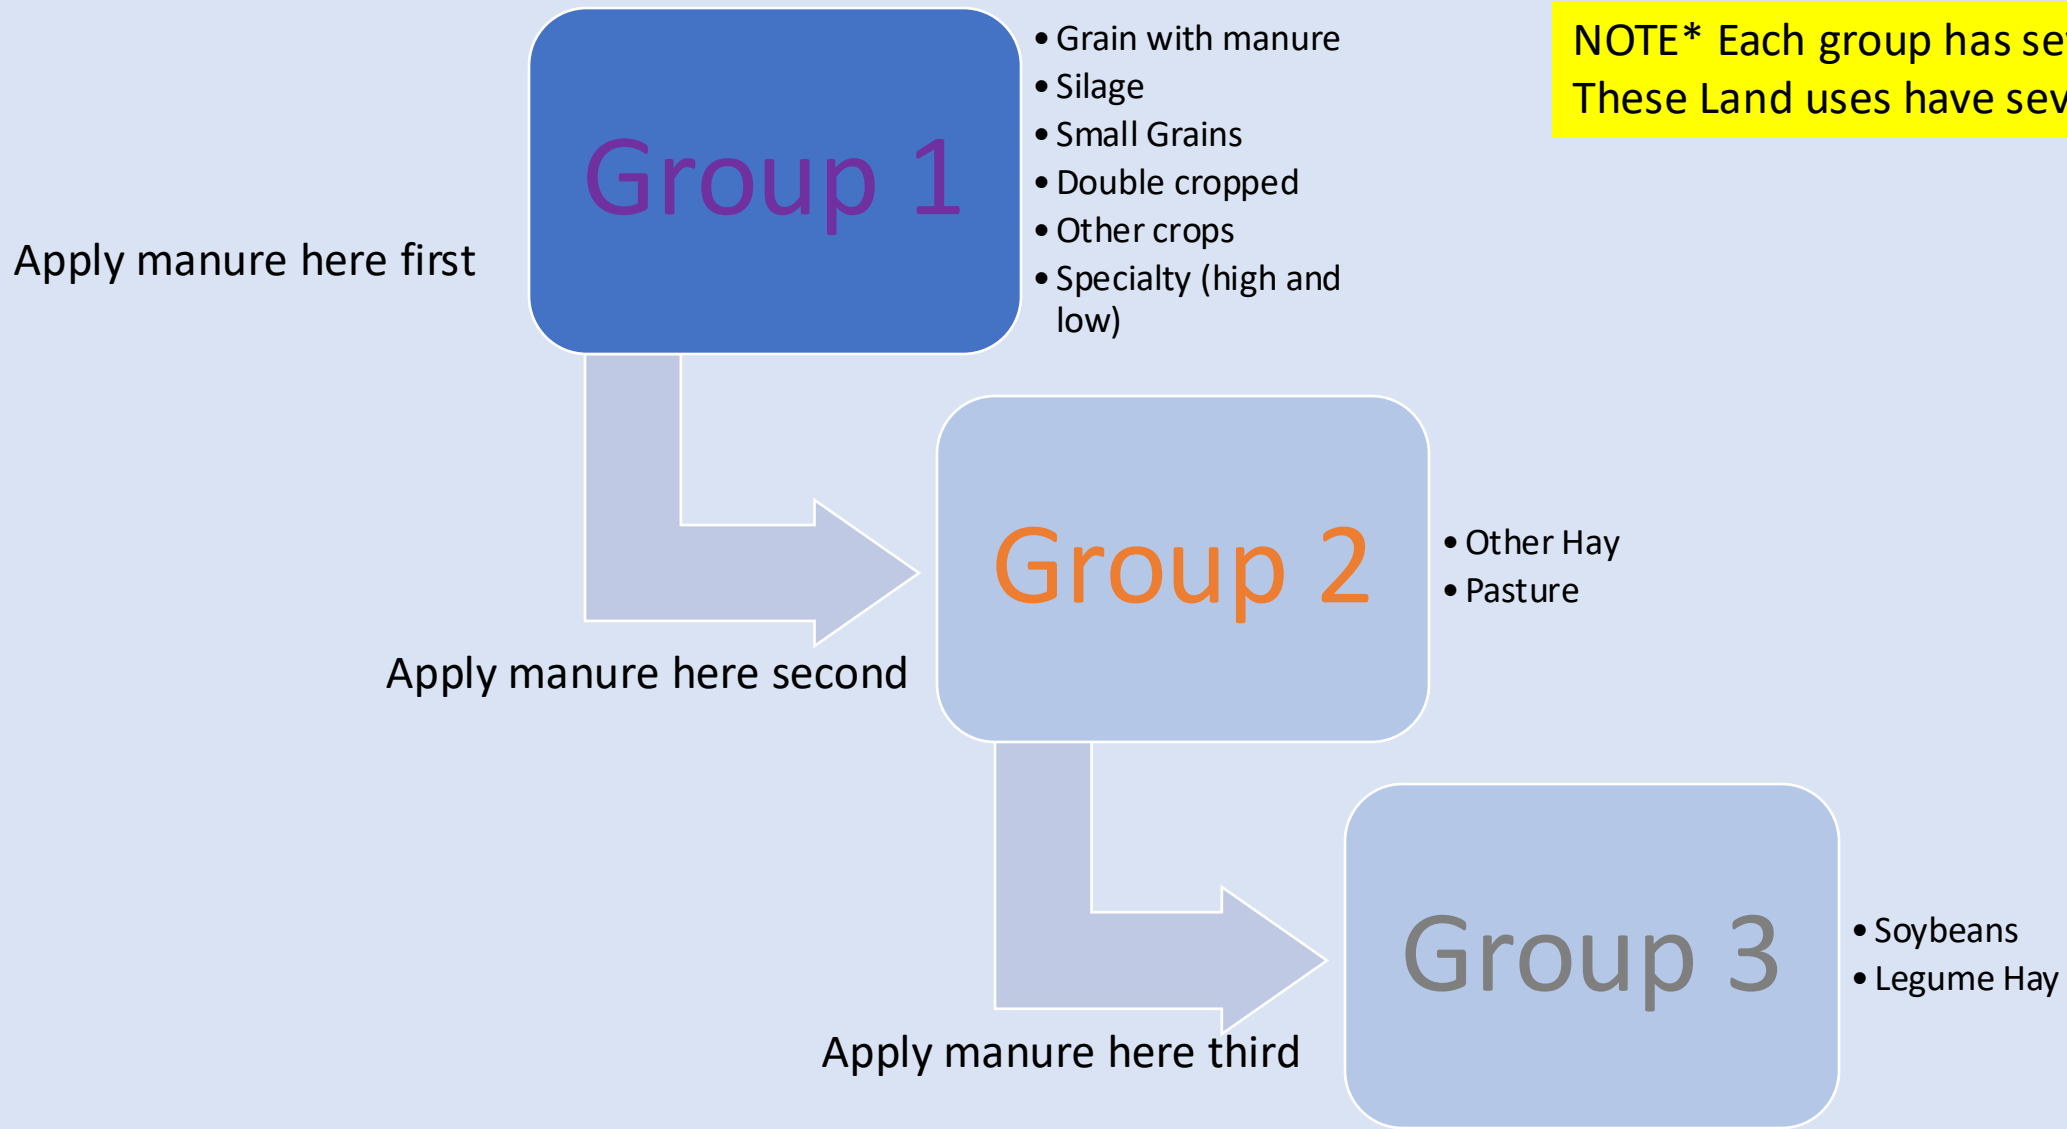 NOTE* Each group has
These Land uses have
Group 1
• Grain with manure
• Silage
• Small Grains
• Double cropped
• Other crops
• Specialty (high and
low)
Apply manure here first
Group 2
• Other Hay
• Pasture
Apply manure here second
Group 3
• Soybeans
• Legume Hay
Apply manure here third